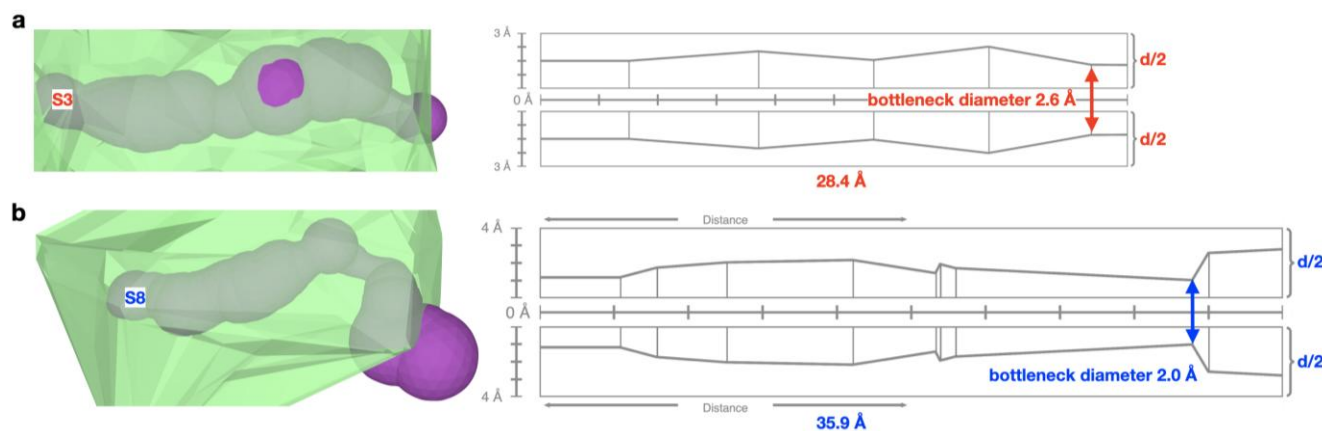 a
S3
3 Å
0 Å
3 Å
d/2
bottleneck diameter 2.6 Å
d/2
28.4 Å
b
S8
Distance
4 Å
0 Å
4 Å
d/2
bottleneck diameter 2.0 Å
d/2
Distance
35.9 Å